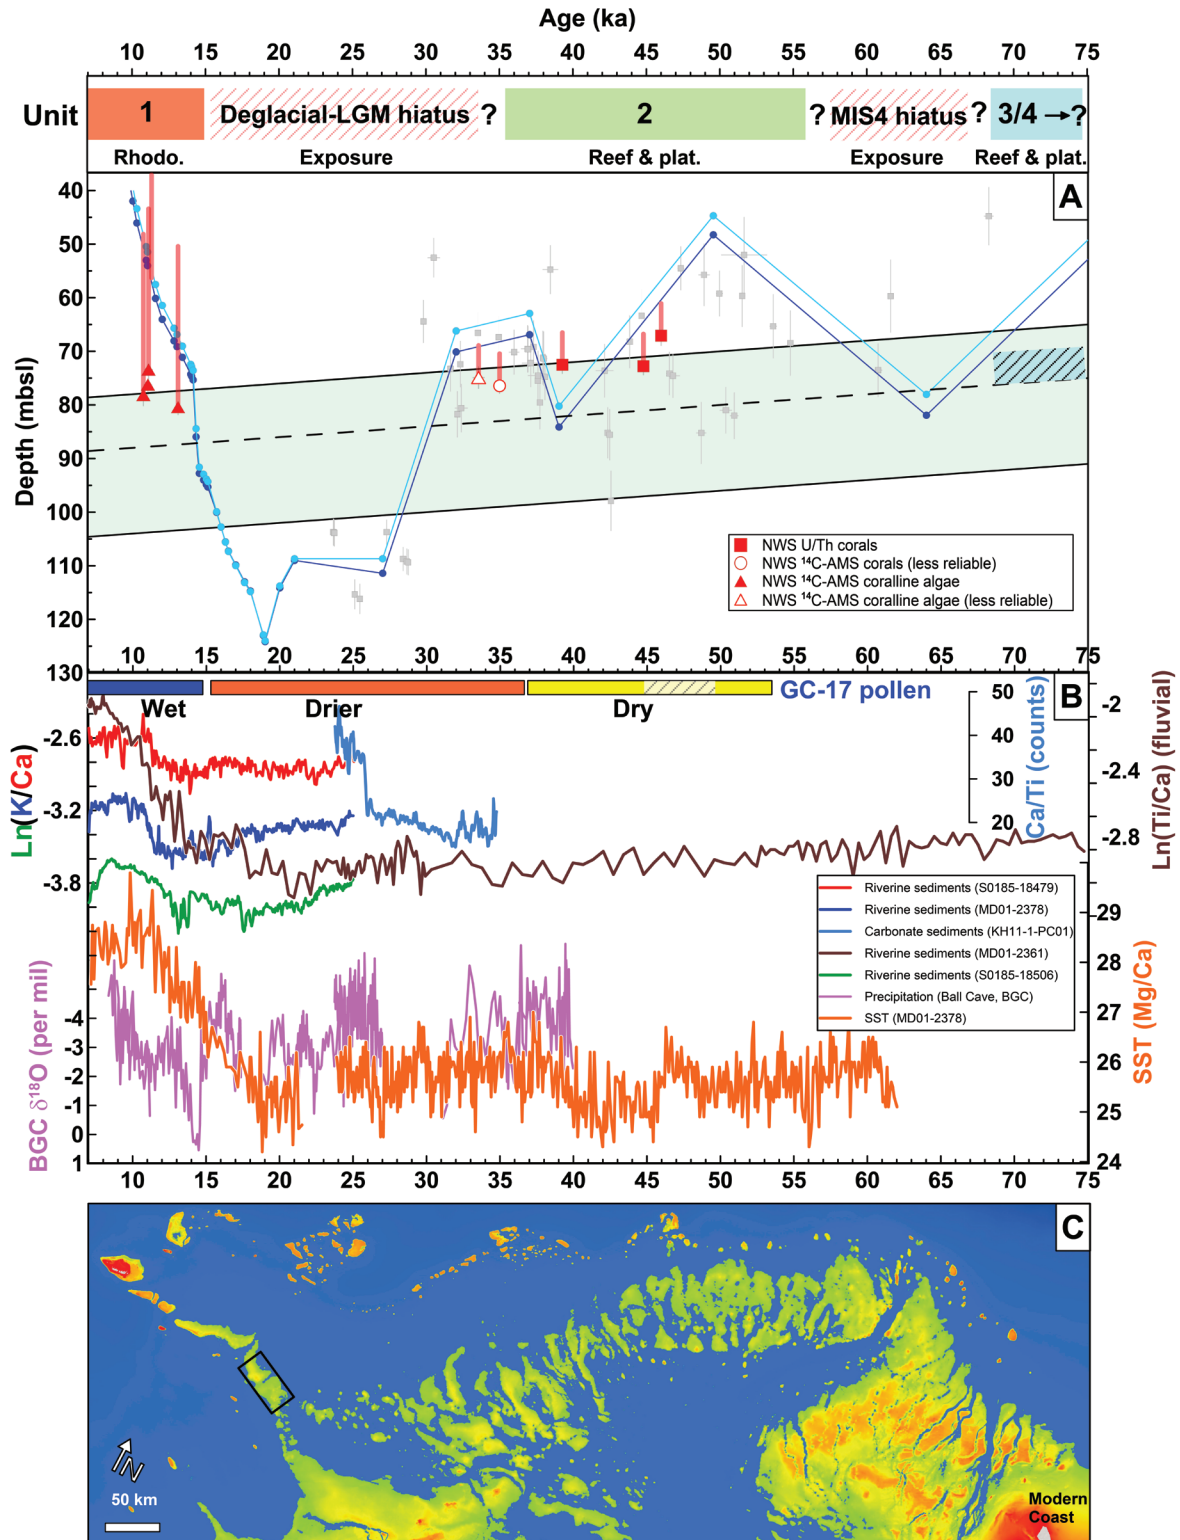 Age (ka)
10 15 20 25 30 35 40 45 50 55 60 65 70 75
Unit 1 Deglacial-LGM hiatus ? 2 ? MIS4 hiatus ? 3/4 →?
Rhodo. Exposure Reef & plat. Exposure Reef & plat.
A
Depth (mbsl)
40
50
60
70
80
90
100
110
120
130
NWS U/Th corals
NWS ¹⁴C-AMS corals (less reliable)
NWS ¹⁴C-AMS coralline algae
NWS ¹⁴C-AMS coralline algae (less reliable)
10 15 20 25 30 35 40 45 50 55 60 65 70 75
GC-17 pollen
B
Wet Drier Dry
Ln(K/Ca)
-2.6
-3.2
-3.8
BGC δ¹⁸O (per mil)
-4
-3
-2
-1
0
1
Ca/Ti (counts)
50
40
30
20
Ln(Ti/Ca) (fluvial)
-2
-2.4
-2.8
SST (Mg/Ca)
29
28
27
26
25
24
Riverine sediments (S0185-18479)
Riverine sediments (MD01-2378)
Carbonate sediments (KH11-1-PC01)
Riverine sediments (MD01-2361)
Riverine sediments (S0185-18506)
Precipitation (Ball Cave, BGC)
SST (MD01-2378)
10 15 20 25 30 35 40 45 50 55 60 65 70 75
C
N
50 km
Modern
Coast